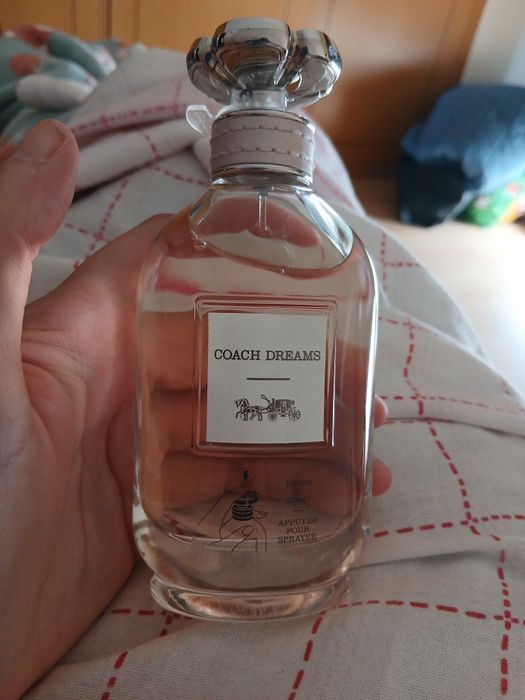 COACH DREAMS
PRESS
TO
SPRAY
APPUYER
POUR
SPRAYER